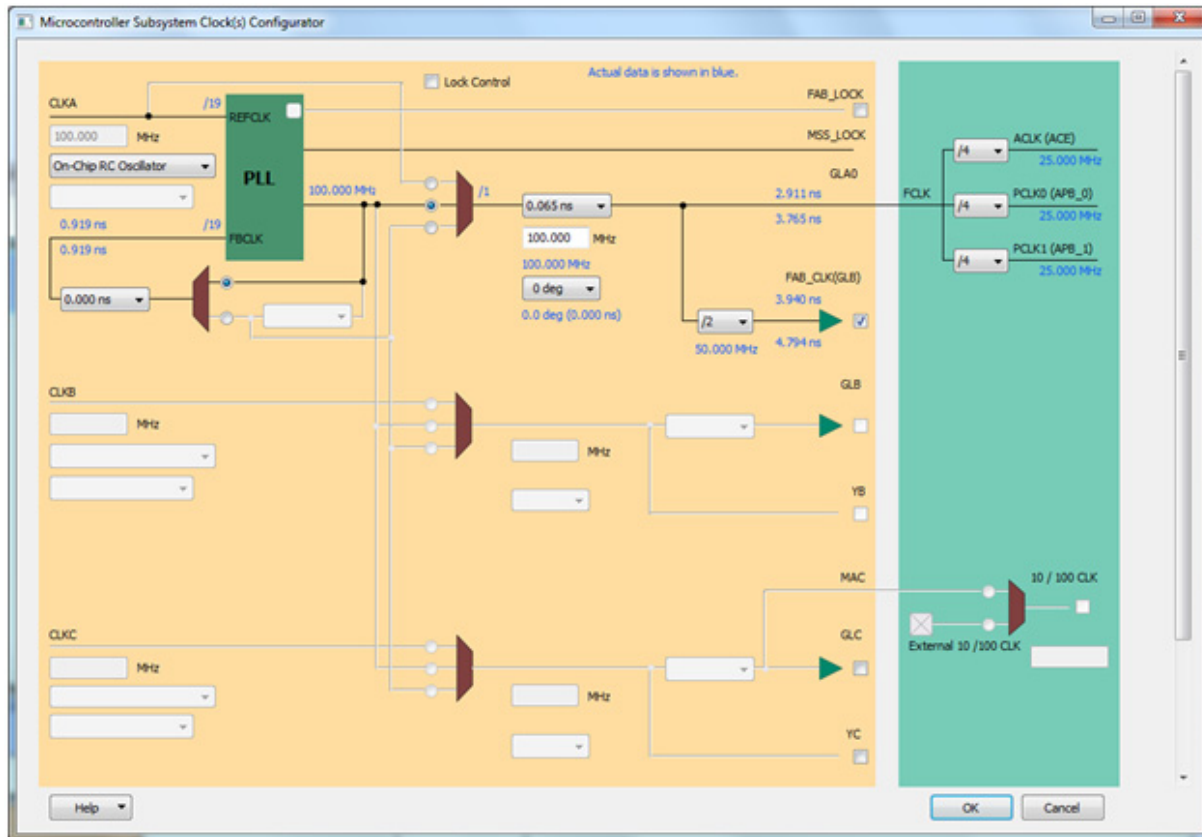 Microcontroller Subsystem Clock(s) Configurator
Lock Control
Actual data is shown in blue.
CLKA
/19
REFCLK
FAB_LOCK
100.000 MHz
MSS_LOCK
On-Chip RC Oscillator
PLL
100.000 MHz
/1
0.065 ns
GLA0
2.911 ns
3.765 ns
FCLK
/4
ACLK (ACE)
25.000 MHz
/4
PCLK0 (APB_0)
25.000 MHz
/4
PCLK1 (APB_1)
25.000 MHz
0.919 ns
/19
FBCLK
0.919 ns
100.000 MHz
100.000 MHz
0 deg
0.0 deg (0.000 ns)
0.000 ns
FAB_CLK(GLB)
3.940 ns
/2
50.000 MHz
4.794 ns
CLKB
MHz
GLB
MHz
YB
MAC
10 / 100 CLK
External 10 /100 CLK
CLKC
MHz
GLC
MHz
YC
Help
OK
Cancel